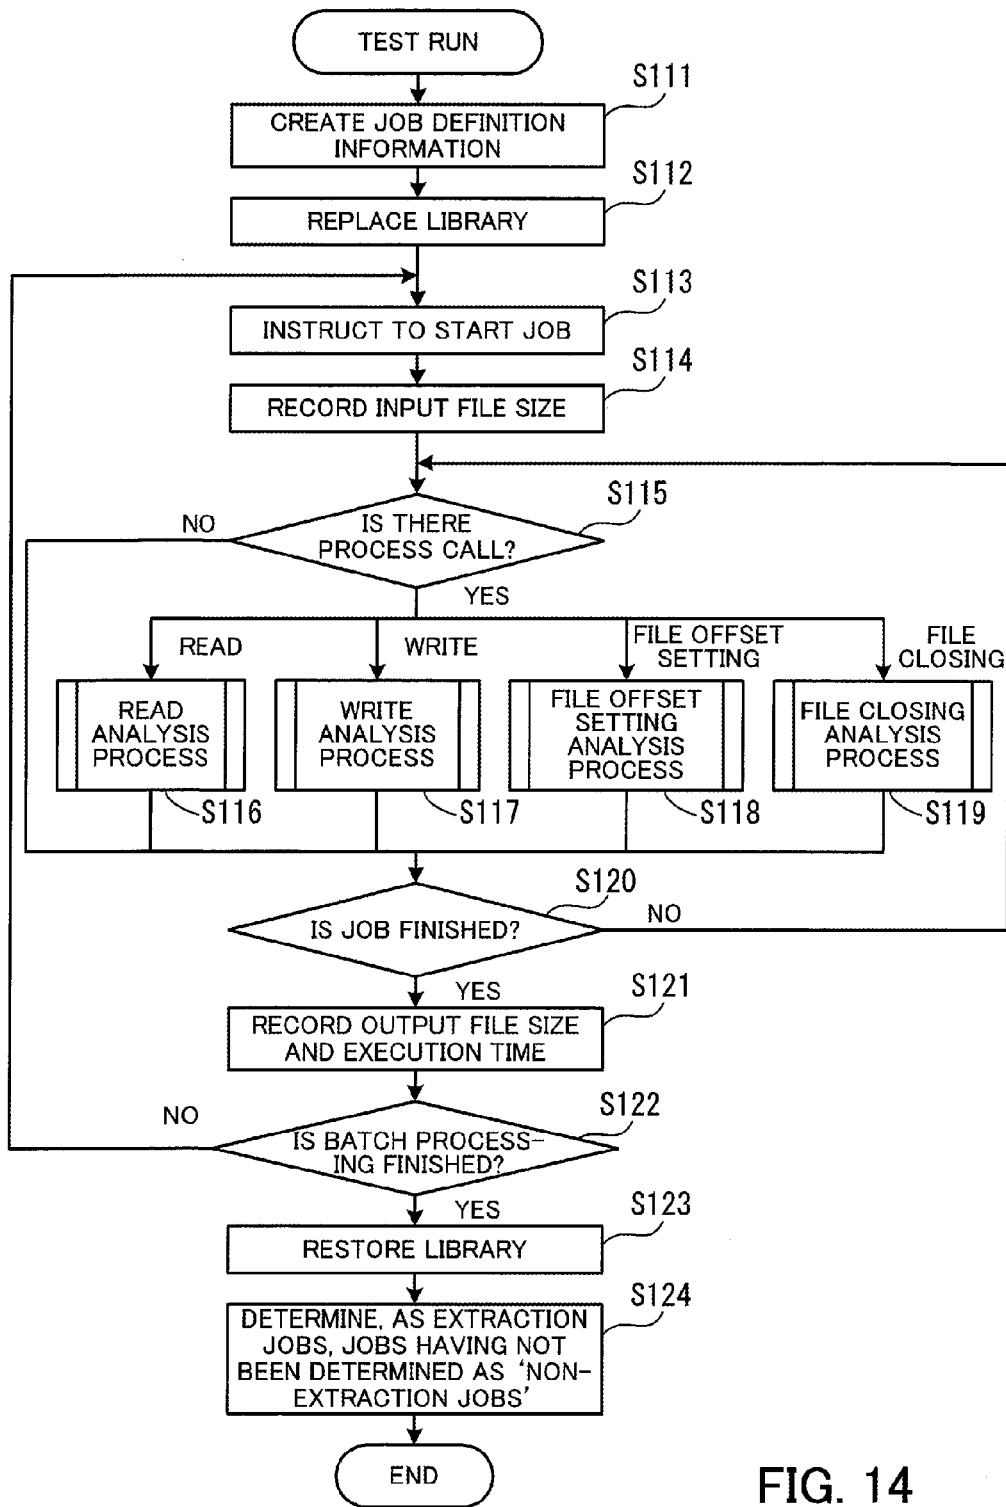 TEST RUN
S111
CREATE JOB DEFINITION
INFORMATION
S112
REPLACE LIBRARY
S113
INSTRUCT TO START JOB
S114
RECORD INPUT FILE SIZE
S115
NO
IS THERE
PROCESS CALL?
YES
READ
WRITE
FILE OFFSET
SETTING
FILE
CLOSING
READ
ANALYSIS
PROCESS
WRITE
ANALYSIS
PROCESS
FILE OFFSET
SETTING
ANALYSIS
PROCESS
FILE CLOSING
ANALYSIS
PROCESS
S116
S117
S118
S119
S120
IS JOB FINISHED?
NO
YES
S121
RECORD OUTPUT FILE SIZE
AND EXECUTION TIME
S122
NO
IS BATCH PROCESS-
ING FINISHED?
YES
S123
RESTORE LIBRARY
S124
DETERMINE, AS EXTRACTION
JOBS, JOBS HAVING NOT
BEEN DETERMINED AS ‘NON-
EXTRACTION JOBS’
END
FIG. 14